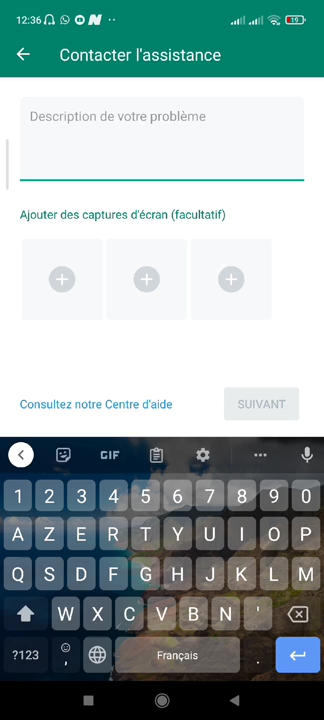 12:36
19
Contacter l'assistance
Description de votre problème
Ajouter des captures d'écran (facultatif)
Consultez notre Centre d'aide
SUIVANT
GIF
1 2 3 4 5 6 7 8 9 0
A Z E R T Y U I O P
Q S D F G H J K L M
W X C V B N '
?123 , Français .